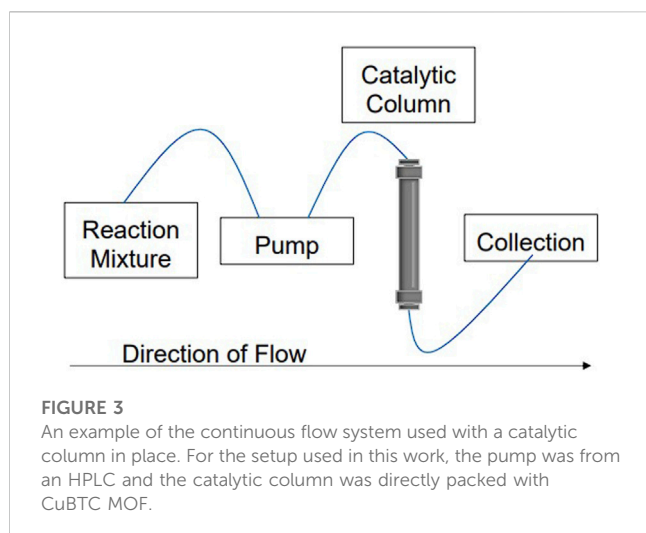 Catalytic
Column
Reaction
Mixture
Pump
Collection
Direction of Flow
FIGURE 3
An example of the continuous flow system used with a catalytic
column in place. For the setup used in this work, the pump was from
an HPLC and the catalytic column was directly packed with
CuBTC MOF.